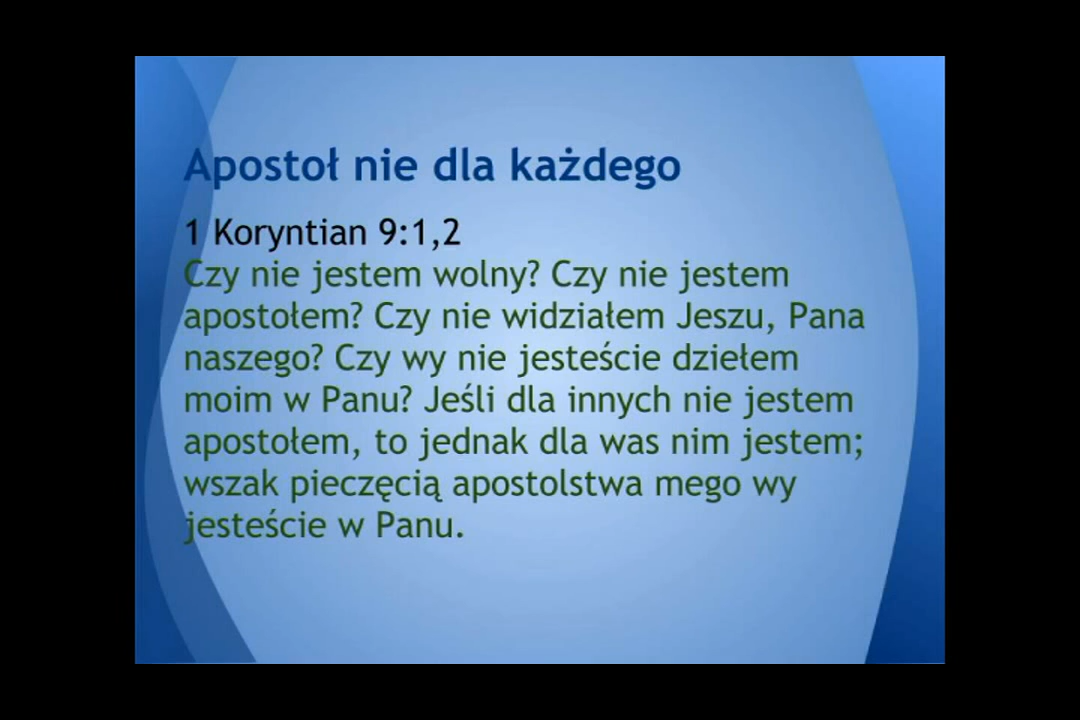 Apostoł nie dla każdego
1 Koryntian 9:1,2
Czy nie jestem wolny? Czy nie jestem
apostołem? Czy nie widziałem Jeszu, Pana
naszego? Czy wy nie jesteście dziełem
moim w Panu? Jeśli dla innych nie jestem
apostołem, to jednak dla was nim jestem;
wszak pieczęcią apostolstwa mego wy
jesteście w Panu.